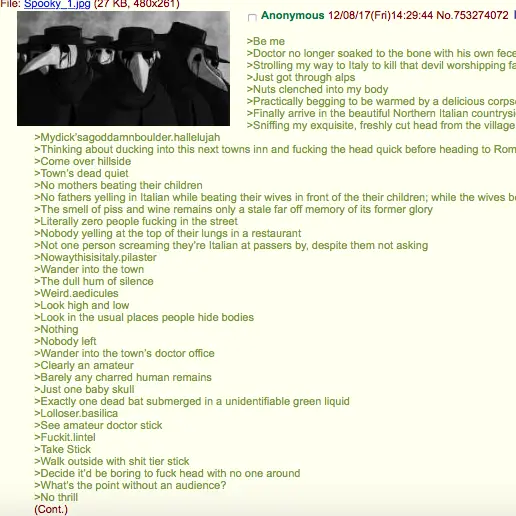 File: Spooky_1.jpg (27 KB, 480x261)
Anonymous 12/08/17(Fri)14:29:44 No.753274072
>Be me
>Doctor no longer soaked to the bone with his own fece
>Strolling my way to Italy to kill that devil worshipping fa
>Just got through alps
>Nuts clenched into my body
>Practically begging to be warmed by a delicious corps
>Finally arrive in the beautiful Northern Italian countrysi
>Sniffing my exquisite, freshly cut head from the village
>Mydick'sagoddamnboulder.hallelujah
>Thinking about ducking into this next towns inn and fucking the head quick before heading to Rom
>Come over hillside
>Town's dead quiet
>No mothers beating their children
>No fathers yelling in Italian while beating their wives in front of the their children; while the wives b
>The smell of piss and wine remains only a stale far off memory of its former glory
>Literally zero people fucking in the street
>Nobody yelling at the top of their lungs in a restaurant
>Not one person screaming they're Italian at passers by, despite them not asking
>Nowaythisisitaly.pilaster
>Wander into the town
>The dull hum of silence
>Weird.aedicules
>Look high and low
>Look in the usual places people hide bodies
>Nothing
>Nobody left
>Wander into the town's doctor office
>Clearly an amateur
>Barely any charred human remains
>Just one baby skull
>Exactly one dead bat submerged in a unidentifiable green liquid
>Lolloser.basilica
>See amateur doctor stick
>Fuckit.lintel
>Take Stick
>Walk outside with shit tier stick
>Decide it'd be boring to fuck head with no one around
>What's the point without an audience?
>No thrill
(Cont.)